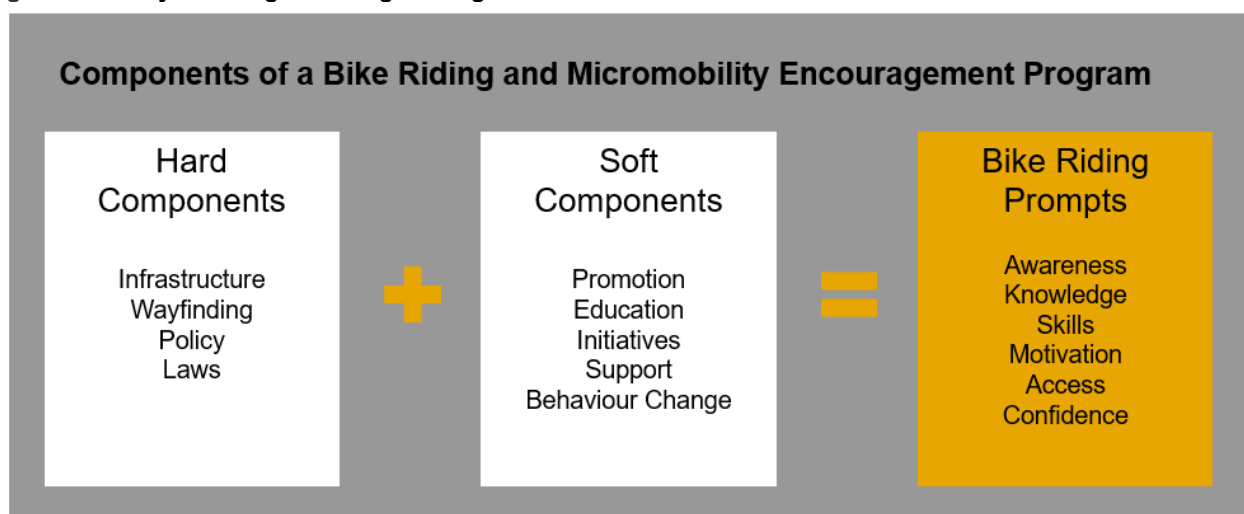 Components of a Bike Riding and Micromobility Encouragement Program
Hard
Components
Infrastructure
Wayfinding
Policy
Laws
+
Soft
Components
Promotion
Education
Initiatives
Support
Behaviour Change
=
Bike Riding
Prompts
Awareness
Knowledge
Skills
Motivation
Access
Confidence